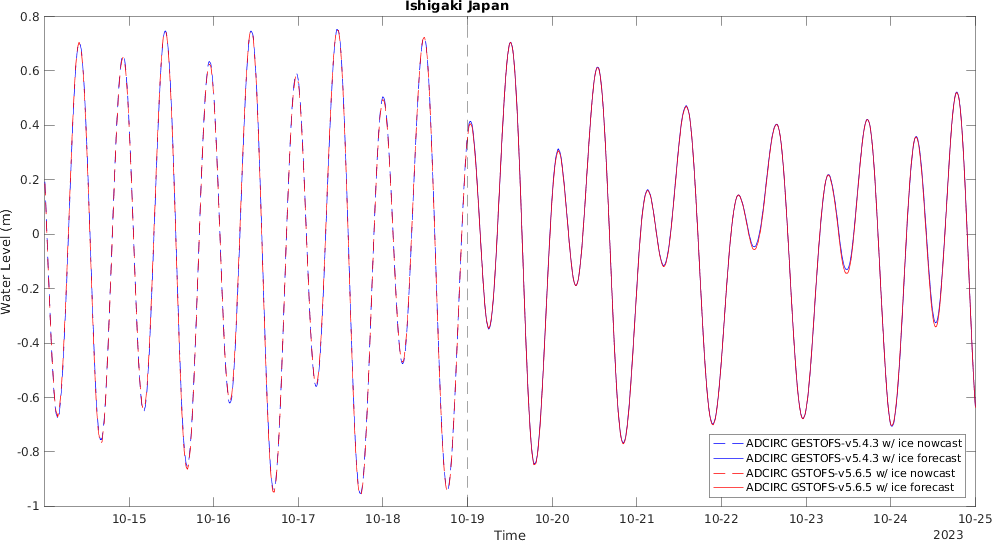 Ishigaki Japan
Water Level (m)
0.8
0.6
0.4
0.2
0
-0.2
-0.4
-0.6
-0.8
-1
ADCIRC GESTOFS-v5.4.3 w/ ice nowcast
ADCIRC GESTOFS-v5.4.3 w/ ice forecast
ADCIRC GSTOFS-v5.6.5 w/ ice nowcast
ADCIRC GSTOFS-v5.6.5 w/ ice forecast
10-15 10-16 10-17 10-18 10-19 10-20 10-21 10-22 10-23 10-24 10-25
Time
2023